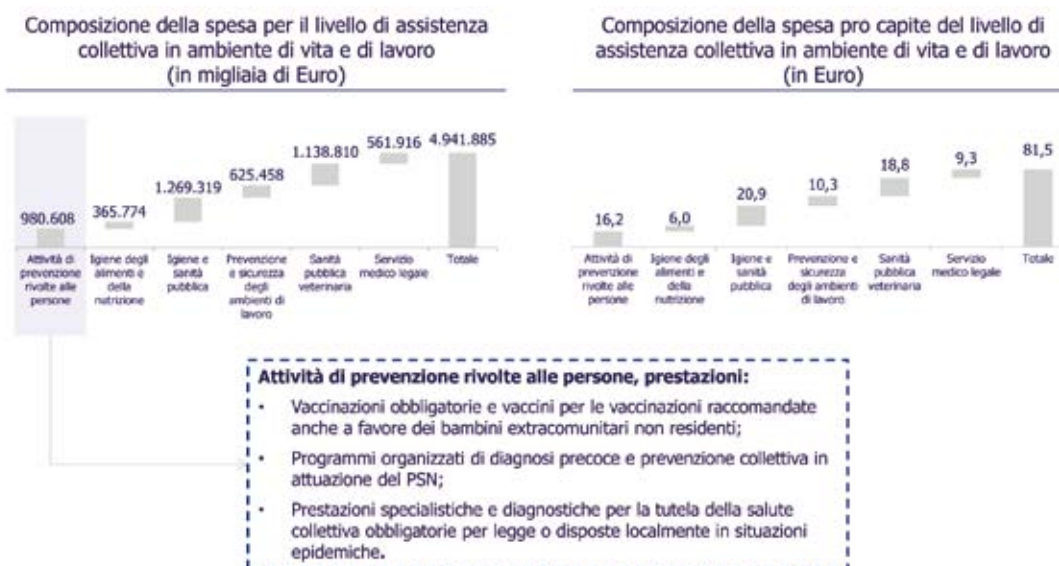 Composizione della spesa per il livello di assistenza
collettiva in ambiente di vita e di lavoro
(in migliaia di Euro)
980.608
365.774
1.269.319
625.458
1.138.810
561.916
4.941.885
Attività di
prevenzione
rivolte alle
persone
Igiene degli
alimenti e
della
nutrizione
Igiene e
sanità
pubblica
Prevenzione
e sicurezza
degli
ambienti di
lavoro
Sanità
pubblica
veterinaria
Servizio
medico legale
Totale
Composizione della spesa pro capite del livello di
assistenza collettiva in ambiente di vita e di lavoro
(in Euro)
16,2
6,0
20,9
10,3
18,8
9,3
81,5
Attività di
prevenzione
rivolte alle
persone
Igiene degli
alimenti e
della
nutrizione
Igiene e
sanità
pubblica
Prevenzione e
sicurezza
degli ambienti
di lavoro
Sanità
pubblica
veterinaria
Servizio
medico legale
Totale
Attività di prevenzione rivolte alle persone, prestazioni:
• Vaccinazioni obbligatorie e vaccini per le vaccinazioni raccomandate
anche a favore dei bambini extracomunitari non residenti;
• Programmi organizzati di diagnosi precoce e prevenzione collettiva in
attuazione del PSN;
• Prestazioni specialistiche e diagnostiche per la tutela della salute
collettiva obbligatorie per legge o disposte localmente in situazioni
epidemiche.